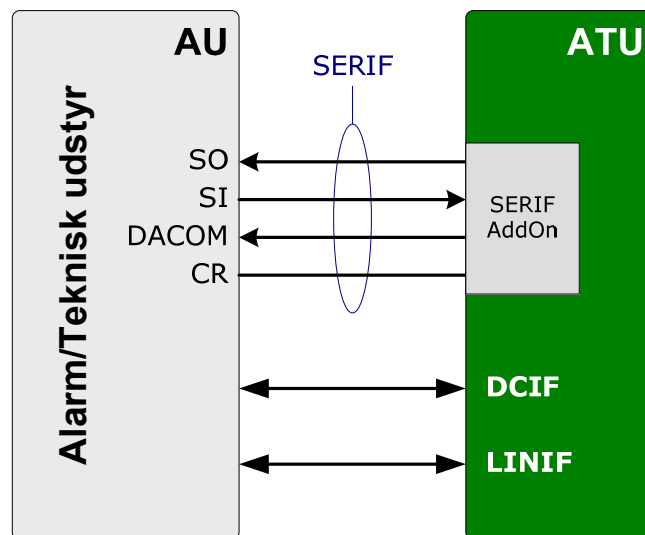 AU
ATU
SERIF
Alarm/Teknisk udstyr
SO
SI
DACOM
CR
SERIF
AddOn
DCIF
LINIF